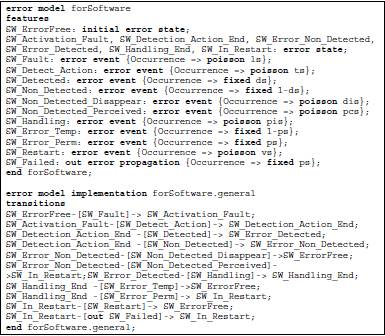 error model forSoftware
features
SW_ErrorFree: initial error state;
SW_Activation_Fault, SW_Detection_Action_End, SW_Error_Non_Detected,
SW_Error_Detected, SW_Handling_End, SW_In_Restart: error state;
SW_Fault: error event {Occurrence => poisson ls};
SW_Detect_Action: error event {Occurrence => poisson ts};
SW_Detected: error event {Occurrence => fixed ds};
SW_Non_Detected: error event {Occurrence => fixed 1-ds};
SW_Non_Detected_Disappear: error event {Occurrence => poisson dis};
SW_Non_Detected_Perceived: error event {Occurrence => poisson pcs};
SW_Handling: error event {Occurrence => poisson pis};
SW_Error_Temp: error event {Occurrence => fixed 1-ps};
SW_Error_Perm: error event {Occurrence => fixed ps};
SW_Restart: error event {Occurrence => poisson vs};
SW_Failed: out error propagation {Occurrence => fixed ps};
end forSoftware;
error model implementation forSoftware.general
transitions
SW_ErrorFree-[SW_Fault]-> SW_Activation_Fault;
SW_Activation_Fault-[SW_Detect_Action]-> SW_Detection_Action_End;
SW_Detection_Action_End -[SW_Detected]-> SW_Error_Detected;
SW_Detection_Action_End -[SW_Non_Detected]-> SW_Error_Non_Detected;
SW_Error_Non_Detected-[SW_Non_Detected_Disappear]->SW_ErrorFree;
SW_Error_Non_Detected-[SW_Non_Detected_Perceived]-
->SW_In_Restart;SW_Error_Detected-[SW_Handling]-> SW_Handling_End;
SW_Handling_End -[SW_Error_Temp]->SW_ErrorFree;
SW_Handling_End -[SW_Error_Perm]-> SW_In_Restart;
SW_In_Restart-[SW_Restart]-> SW_ErrorFree;
SW_In_Restart-[out SW_Failed]-> SW_In_Restart;
end forSoftware.general;